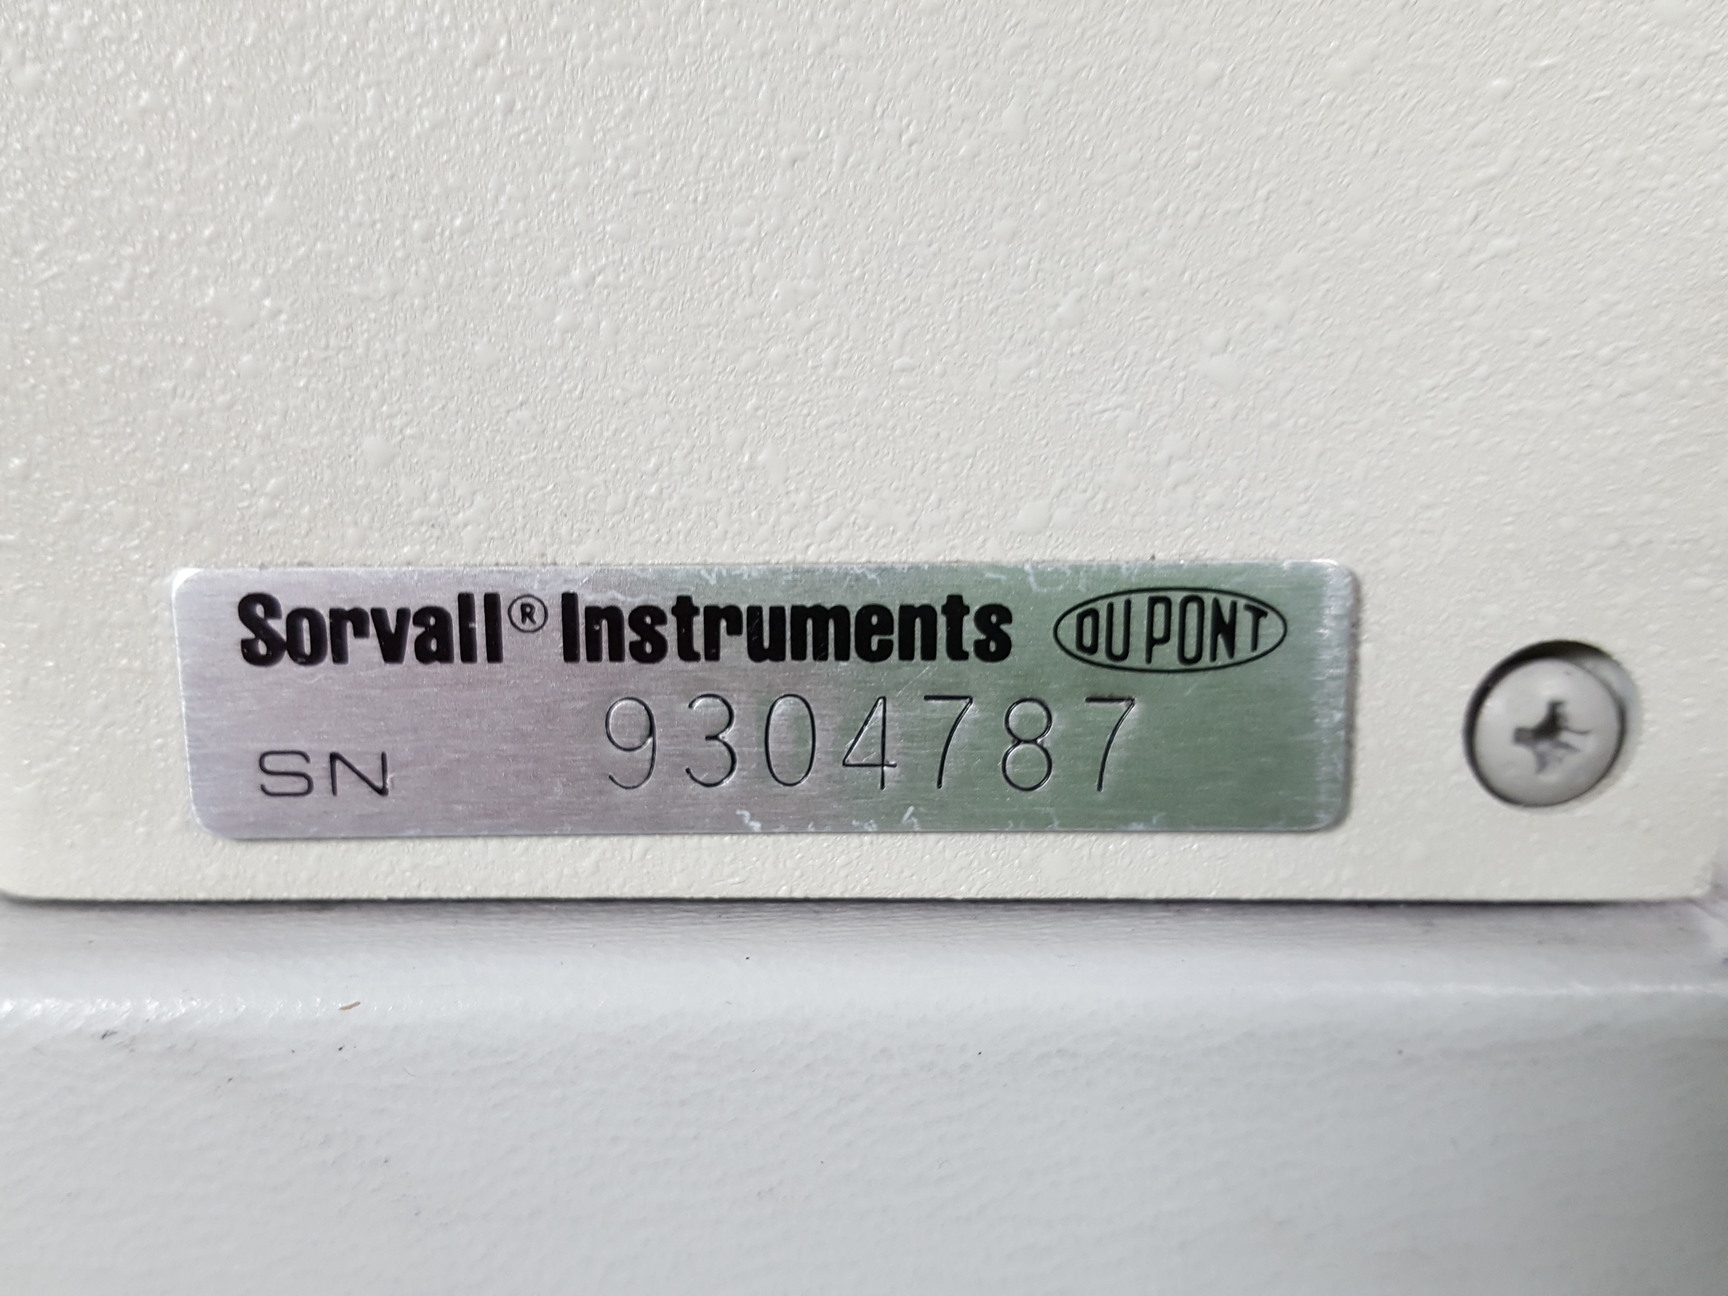 Sorvall® Instruments DU PONT
SN 9304787